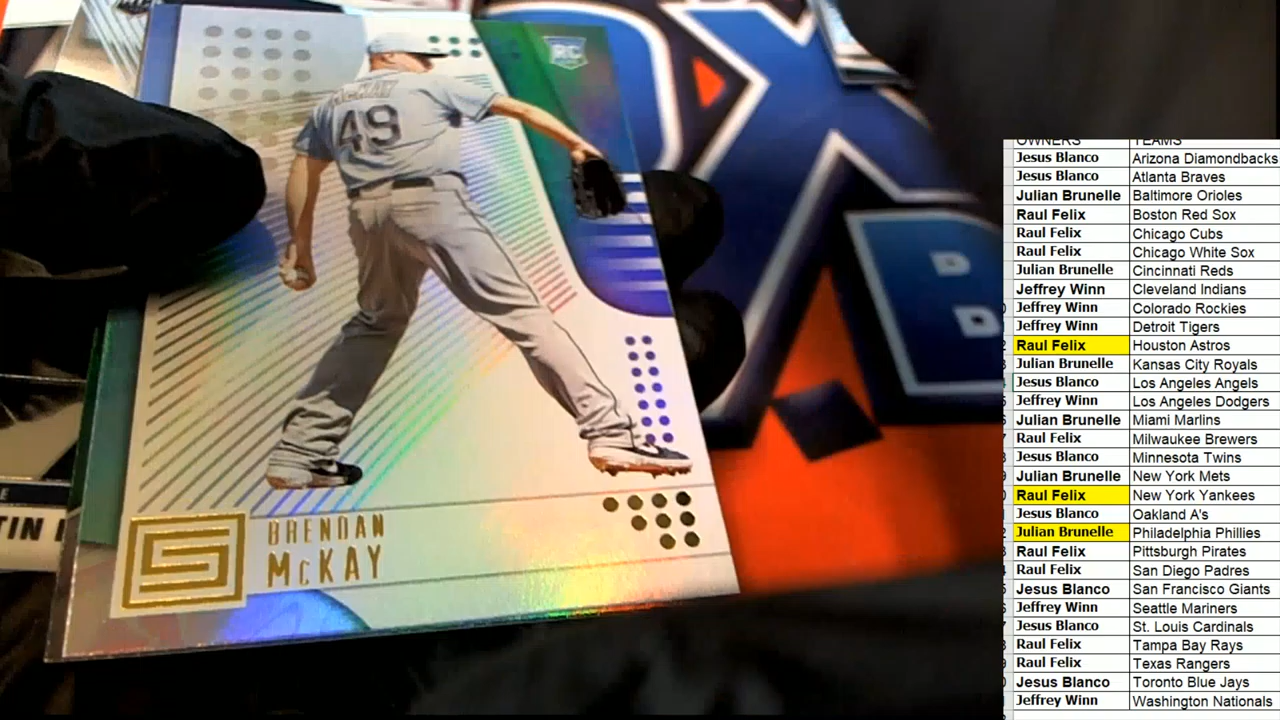 RC
McKAY
49
BRENDAN
McKAY
TIN
OWNERS TEAMS
Jesus Blanco Arizona Diamondbacks
Jesus Blanco Atlanta Braves
Julian Brunelle Baltimore Orioles
Raul Felix Boston Red Sox
Raul Felix Chicago Cubs
Raul Felix Chicago White Sox
Julian Brunelle Cincinnati Reds
Jeffrey Winn Cleveland Indians
Jeffrey Winn Colorado Rockies
Jeffrey Winn Detroit Tigers
Raul Felix Houston Astros
Julian Brunelle Kansas City Royals
Jesus Blanco Los Angeles Angels
Jeffrey Winn Los Angeles Dodgers
Julian Brunelle Miami Marlins
Raul Felix Milwaukee Brewers
Jesus Blanco Minnesota Twins
Julian Brunelle New York Mets
Raul Felix New York Yankees
Jesus Blanco Oakland A's
Julian Brunelle Philadelphia Phillies
Raul Felix Pittsburgh Pirates
Raul Felix San Diego Padres
Jesus Blanco San Francisco Giants
Jeffrey Winn Seattle Mariners
Jesus Blanco St. Louis Cardinals
Raul Felix Tampa Bay Rays
Raul Felix Texas Rangers
Jesus Blanco Toronto Blue Jays
Jeffrey Winn Washington Nationals